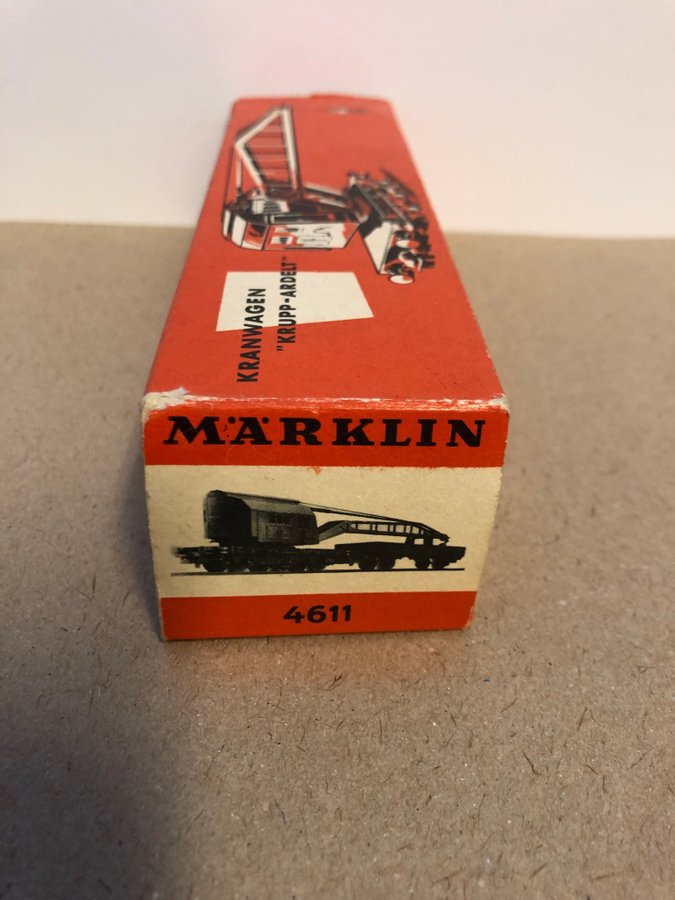 KRANWAGEN
"KRUPP-ARDELT"
MÄRKLIN
4611